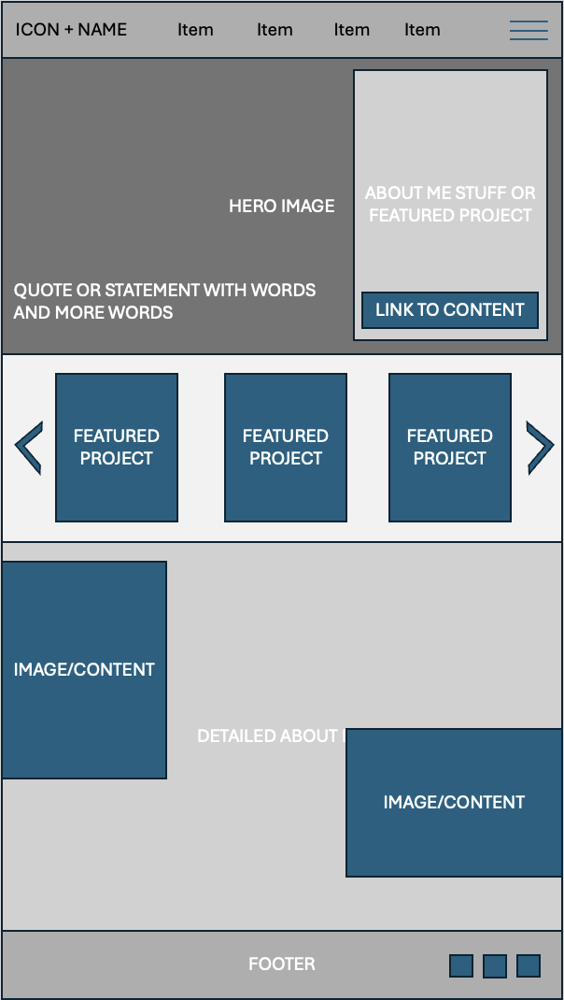 ICON + NAME Item Item Item Item
ABOUT ME STUFF OR
FEATURED PROJECT
HERO IMAGE
QUOTE OR STATEMENT WITH WORDS
AND MORE WORDS
LINK TO CONTENT
FEATURED
PROJECT
FEATURED
PROJECT
FEATURED
PROJECT
IMAGE/CONTENT
DETAILED ABOUT
IMAGE/CONTENT
FOOTER